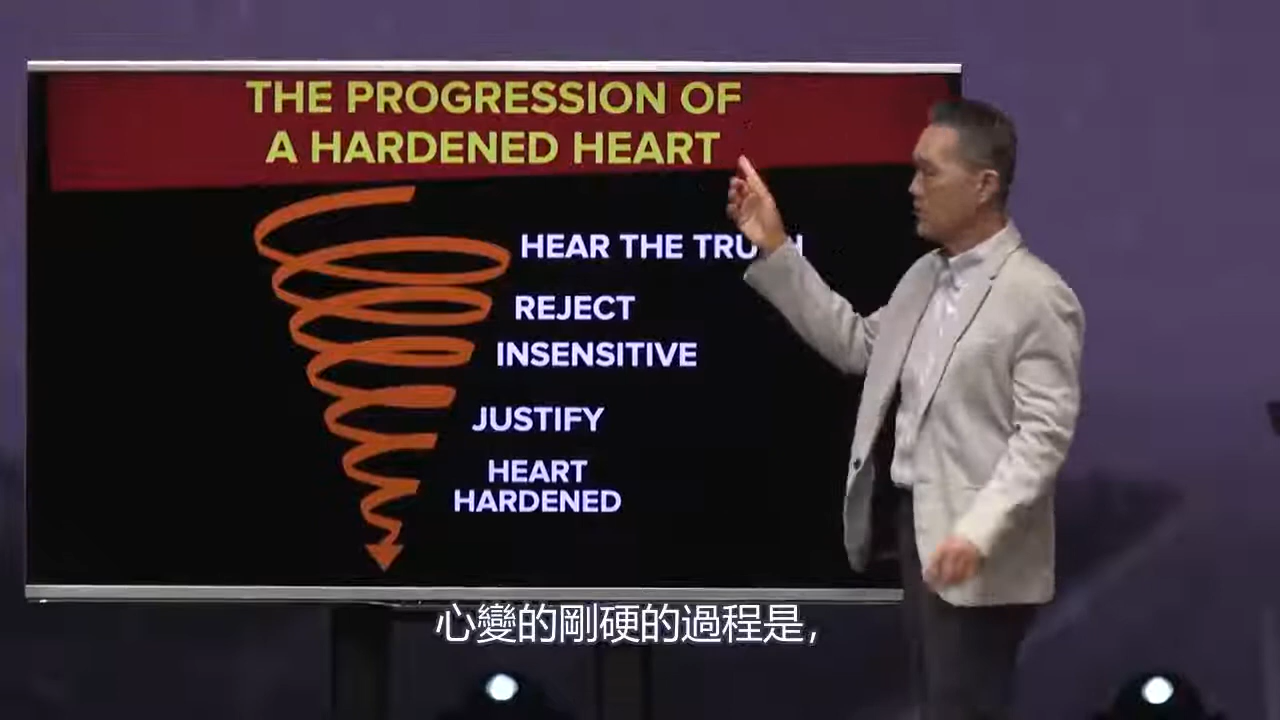 THE PROGRESSION OF
A HARDENED HEART
HEAR THE TRUTH
REJECT
INSENSITIVE
JUSTIFY
HEART
HARDENED
心變的剛硬的過程是，